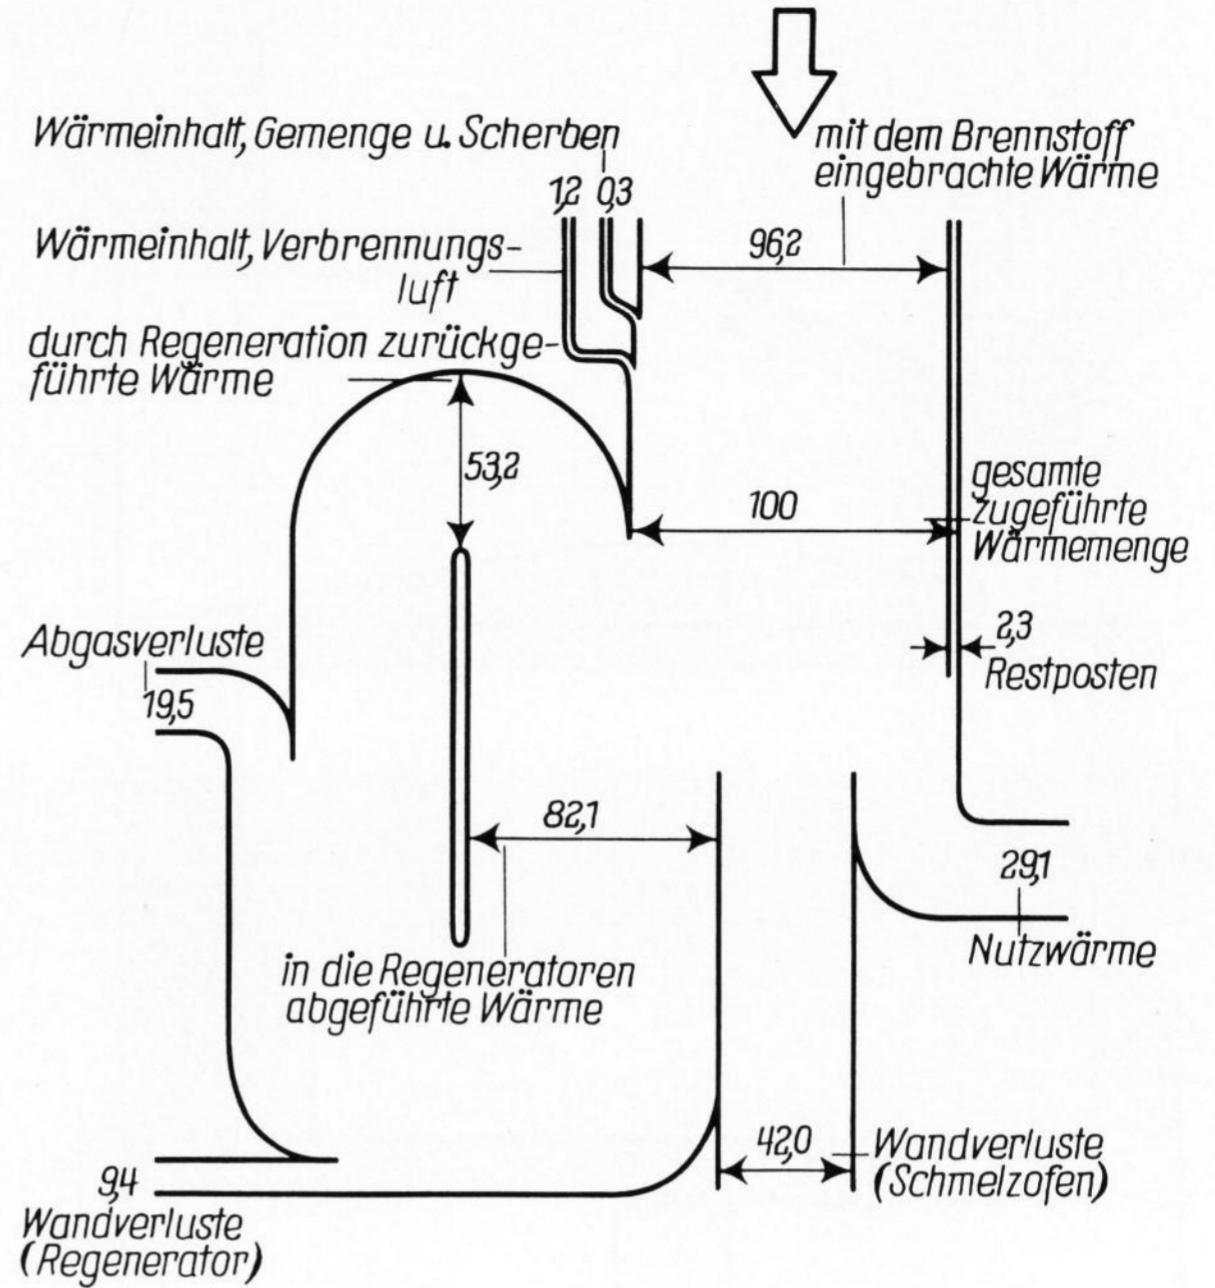 Wärmeinhalt, Gemenge u. Scherben
mit dem Brennstoff
eingebrachte Wärme
1,2 0,3
Wärmeinhalt, Verbrennungs-
luft
96,2
durch Regeneration zurückge-
führte Wärme
53,2
100
gesamte
zugeführte
Wärmemenge
2,3
Restposten
Abgasverluste
19,5
82,1
29,1
Nutzwärme
in die Regeneratoren
abgeführte Wärme
42,0
Wandverluste
(Schmelzofen)
9,4
Wandverluste
(Regenerator)